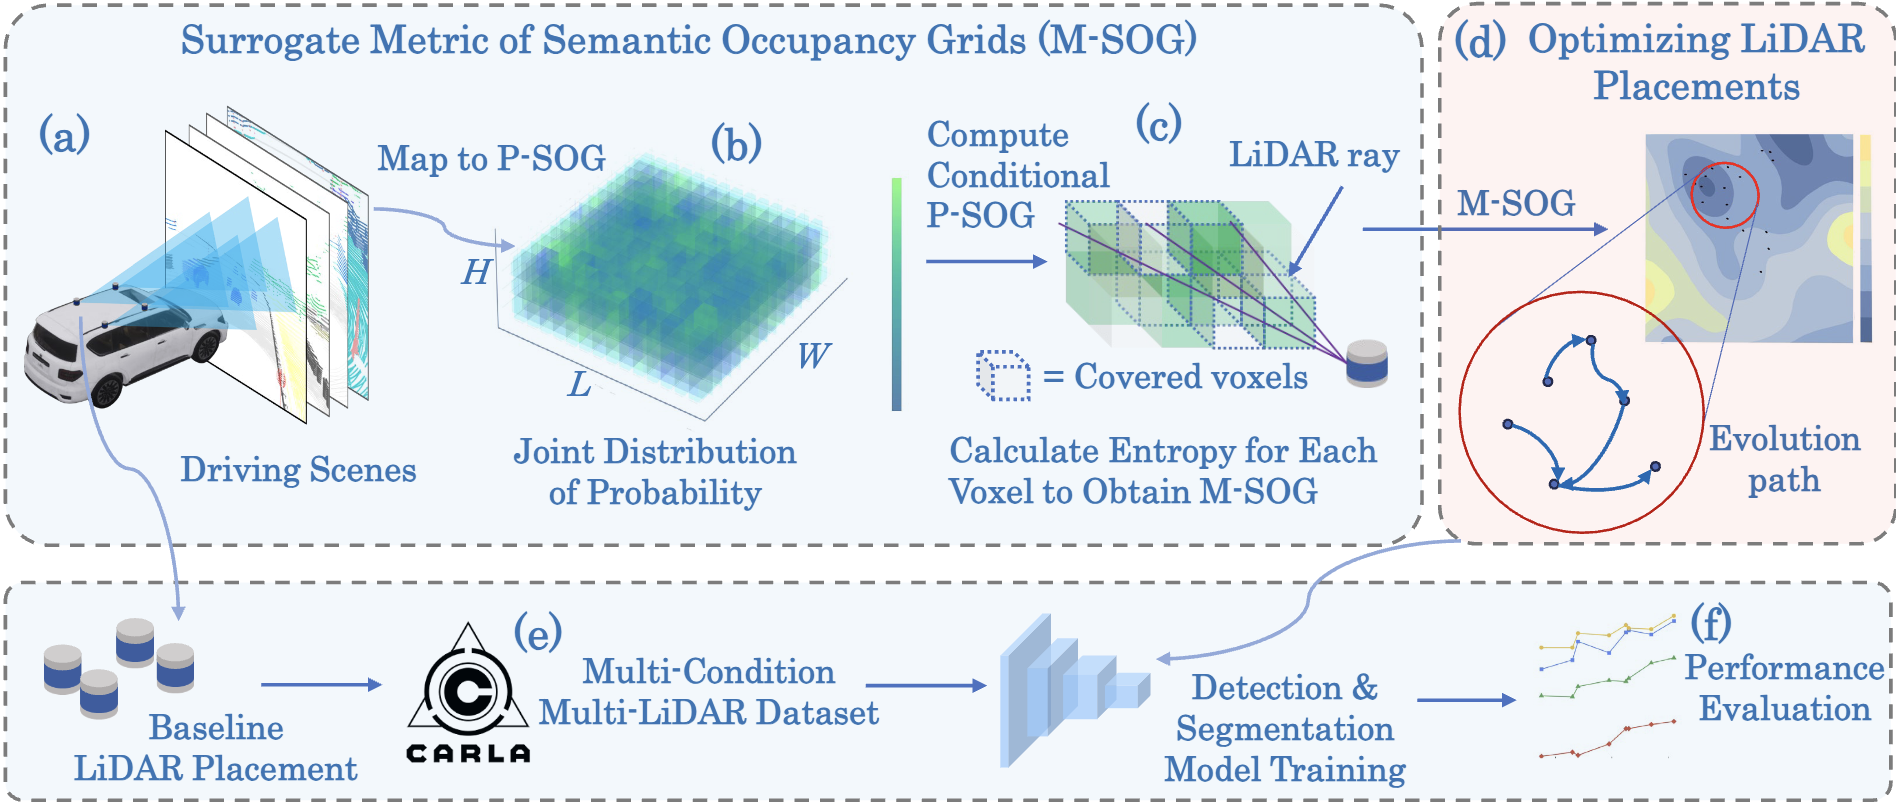 Surrogate Metric of Semantic Occupancy Grids (M-SOG)
(a)
Driving Scenes
Map to P-SOG
(b)
H
L
W
Joint Distribution
of Probability
Compute
Conditional
P-SOG
(c)
LiDAR ray
= Covered voxels
Calculate Entropy for Each
Voxel to Obtain M-SOG
(d) Optimizing LiDAR
Placements
M-SOG
Evolution
path
Baseline
LiDAR Placement
CARLA
(e)
Multi-Condition
Multi-LiDAR Dataset
Detection &
Segmentation
Model Training
(f)
Performance
Evaluation